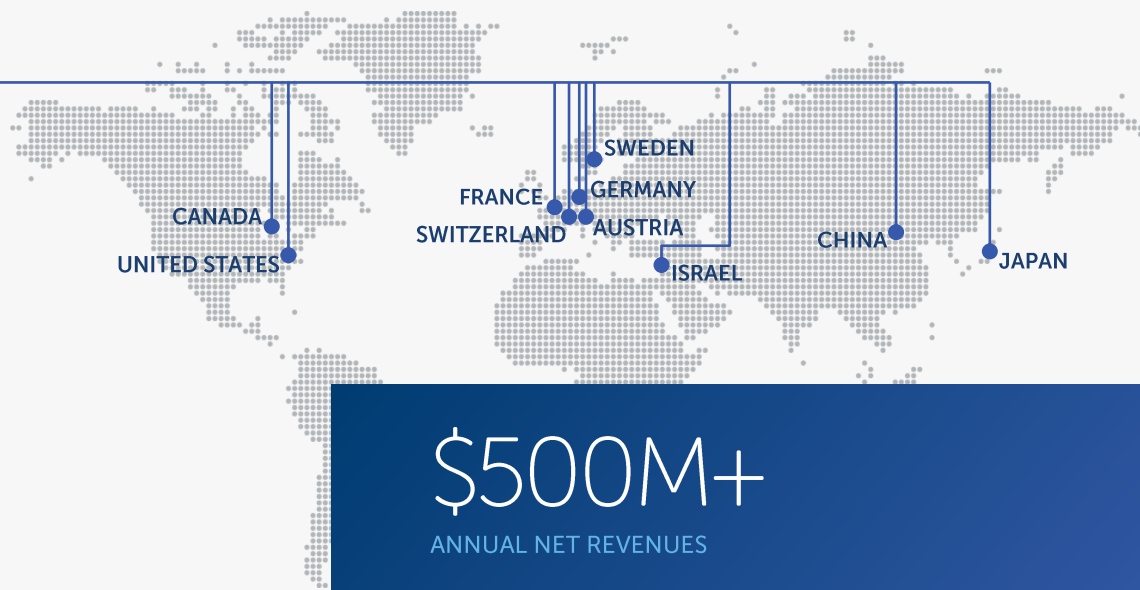 SWEDEN
FRANCE
GERMANY
CANADA
SWITZERLAND
AUSTRIA
CHINA
UNITED STATES
ISRAEL
JAPAN
$500M+
ANNUAL NET REVENUES